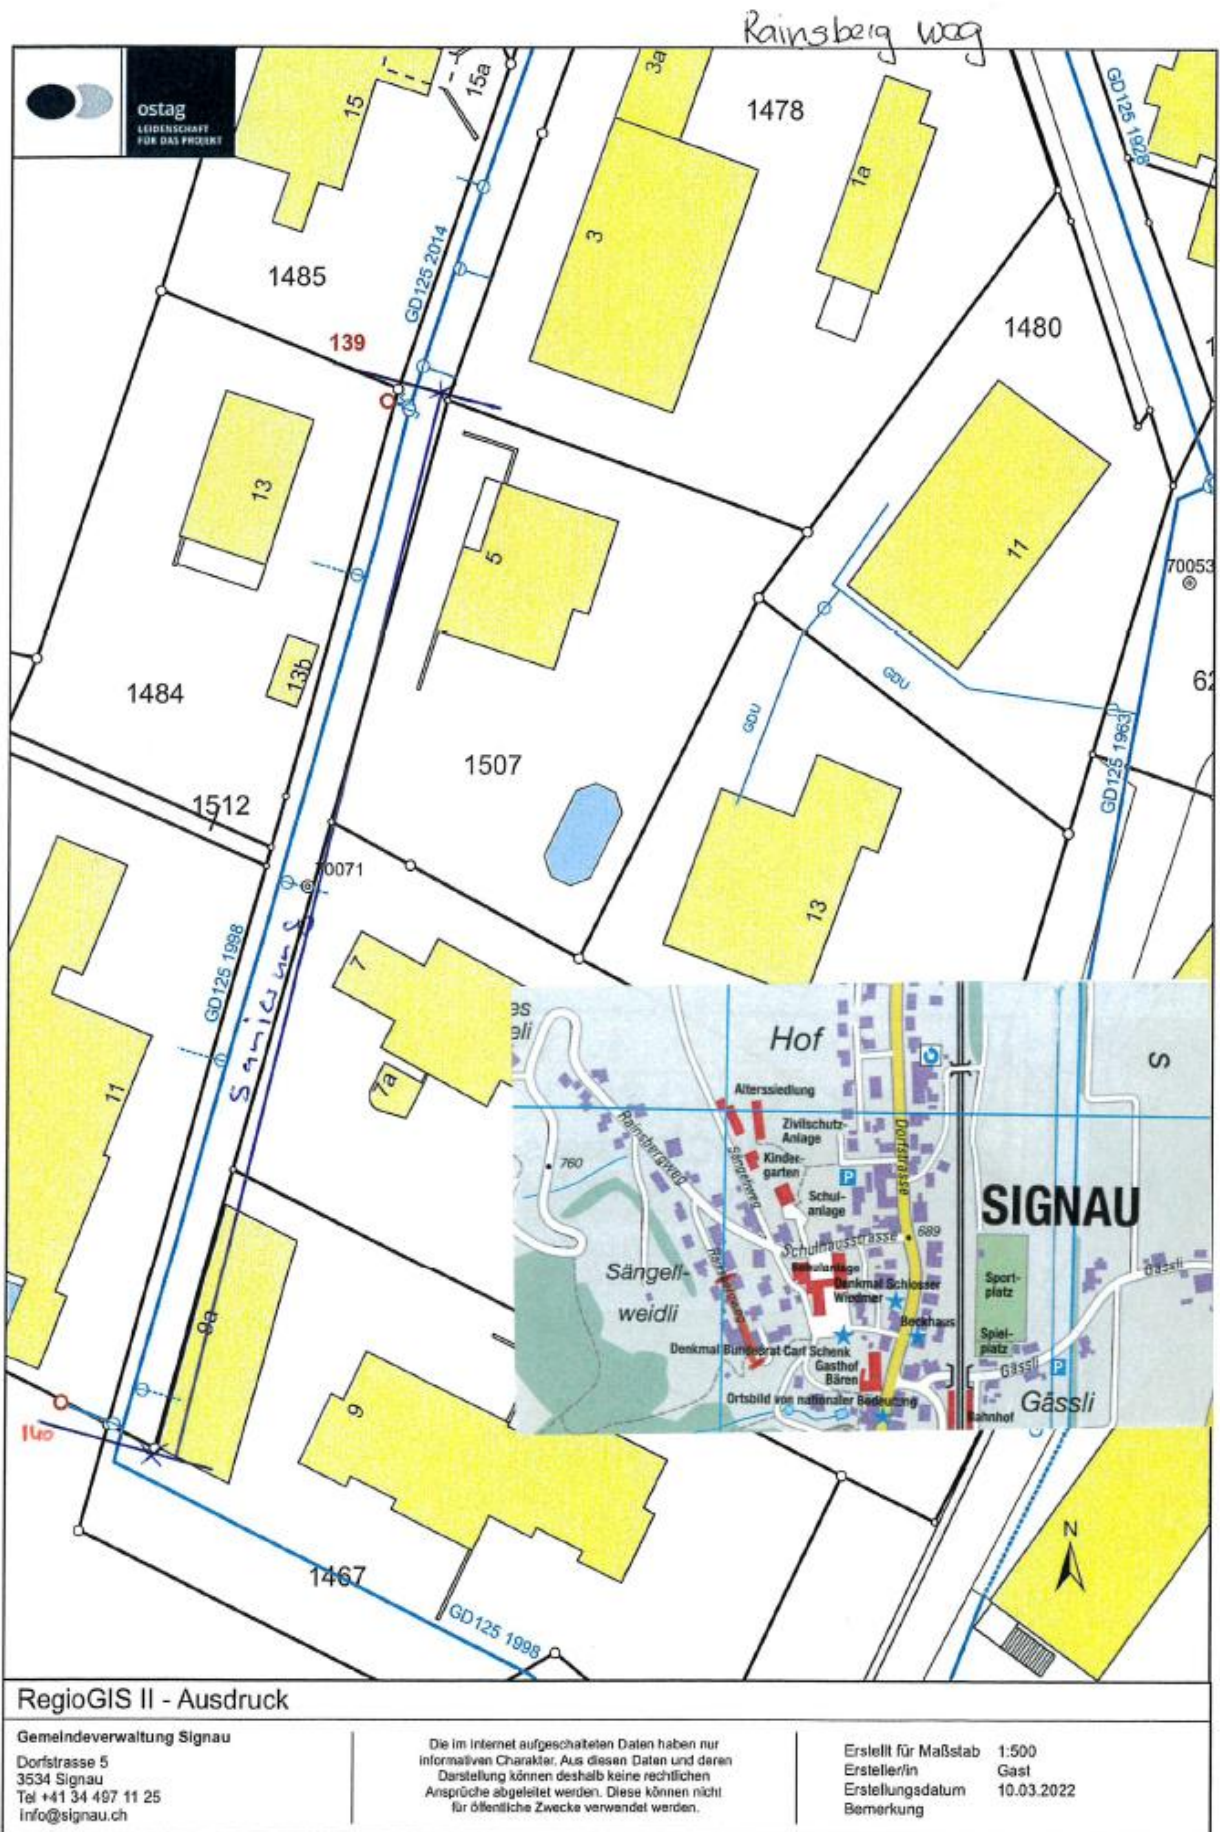 Rainsberg weg
ostag
LEIDENSCHAFT
FÜR DAS PROJEKT
15
15a
3a
1478
GD125 1928
1a
3
1485
GD125 2014
1480
139
13
5
11
70053
13b
1484
GDU
GDU
GD125 1963
62
1507
1512
70071
13
GD125 1998
7
Sanierung
11
7a
Hof
Alterssiedlung
Zivilschutz-
Anlage
Rainsbergweg
Sängeliweg
Kinder-
garten
P
Dorfstrasse
760
Schul-
anlage
SIGNAU
S
Schulhausstrasse
689
Gässli
Sängeli-
weidli
Schulanlage
Denkmal Schlosser
Wiedmer
Sport-
platz
Beckhaus
Spiel-
platz
Denkmal Bundesrat Carl Schenk
Gasthof
Bären
Gässli
P
Ortsbild von nationaler Bedeutung
Bahnhof
Gässli
9a
9
140
N
1467
GD125 1998
RegioGIS II - Ausdruck
Gemeindeverwaltung Signau
Dorfstrasse 5
3534 Signau
Tel +41 34 497 11 25
info@signau.ch
Die im Internet aufgeschalteten Daten haben nur
informativen Charakter. Aus diesen Daten und deren
Darstellung können deshalb keine rechtlichen
Ansprüche abgeleitet werden. Diese können nicht
für öffentliche Zwecke verwendet werden.
Erstellt für Maßstab 1:500
Ersteller/in Gast
Erstellungsdatum 10.03.2022
Bemerkung